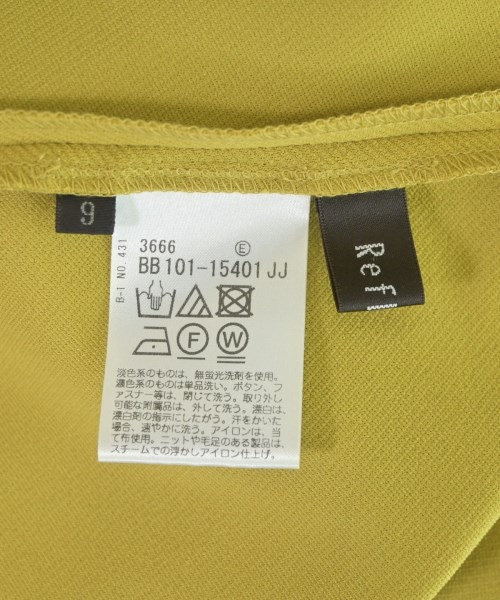 9
B-1 NO. 431
3666 E
BB 101-15401 JJ
F W
淡色系のものは、無蛍光洗剤を使用。
濃色系のものは単品洗い。ボタン、フ
ァスナー等は、閉じて洗う。取り外し
可能な附属品は、外して洗う。漂白は、
漂白剤の指示にしたがう。汗をかいた
場合、速やかに洗う。アイロンは、当
て布使用。ニットや毛足のある製品は、
スチームでの浮かしアイロン仕上げ。
Ref